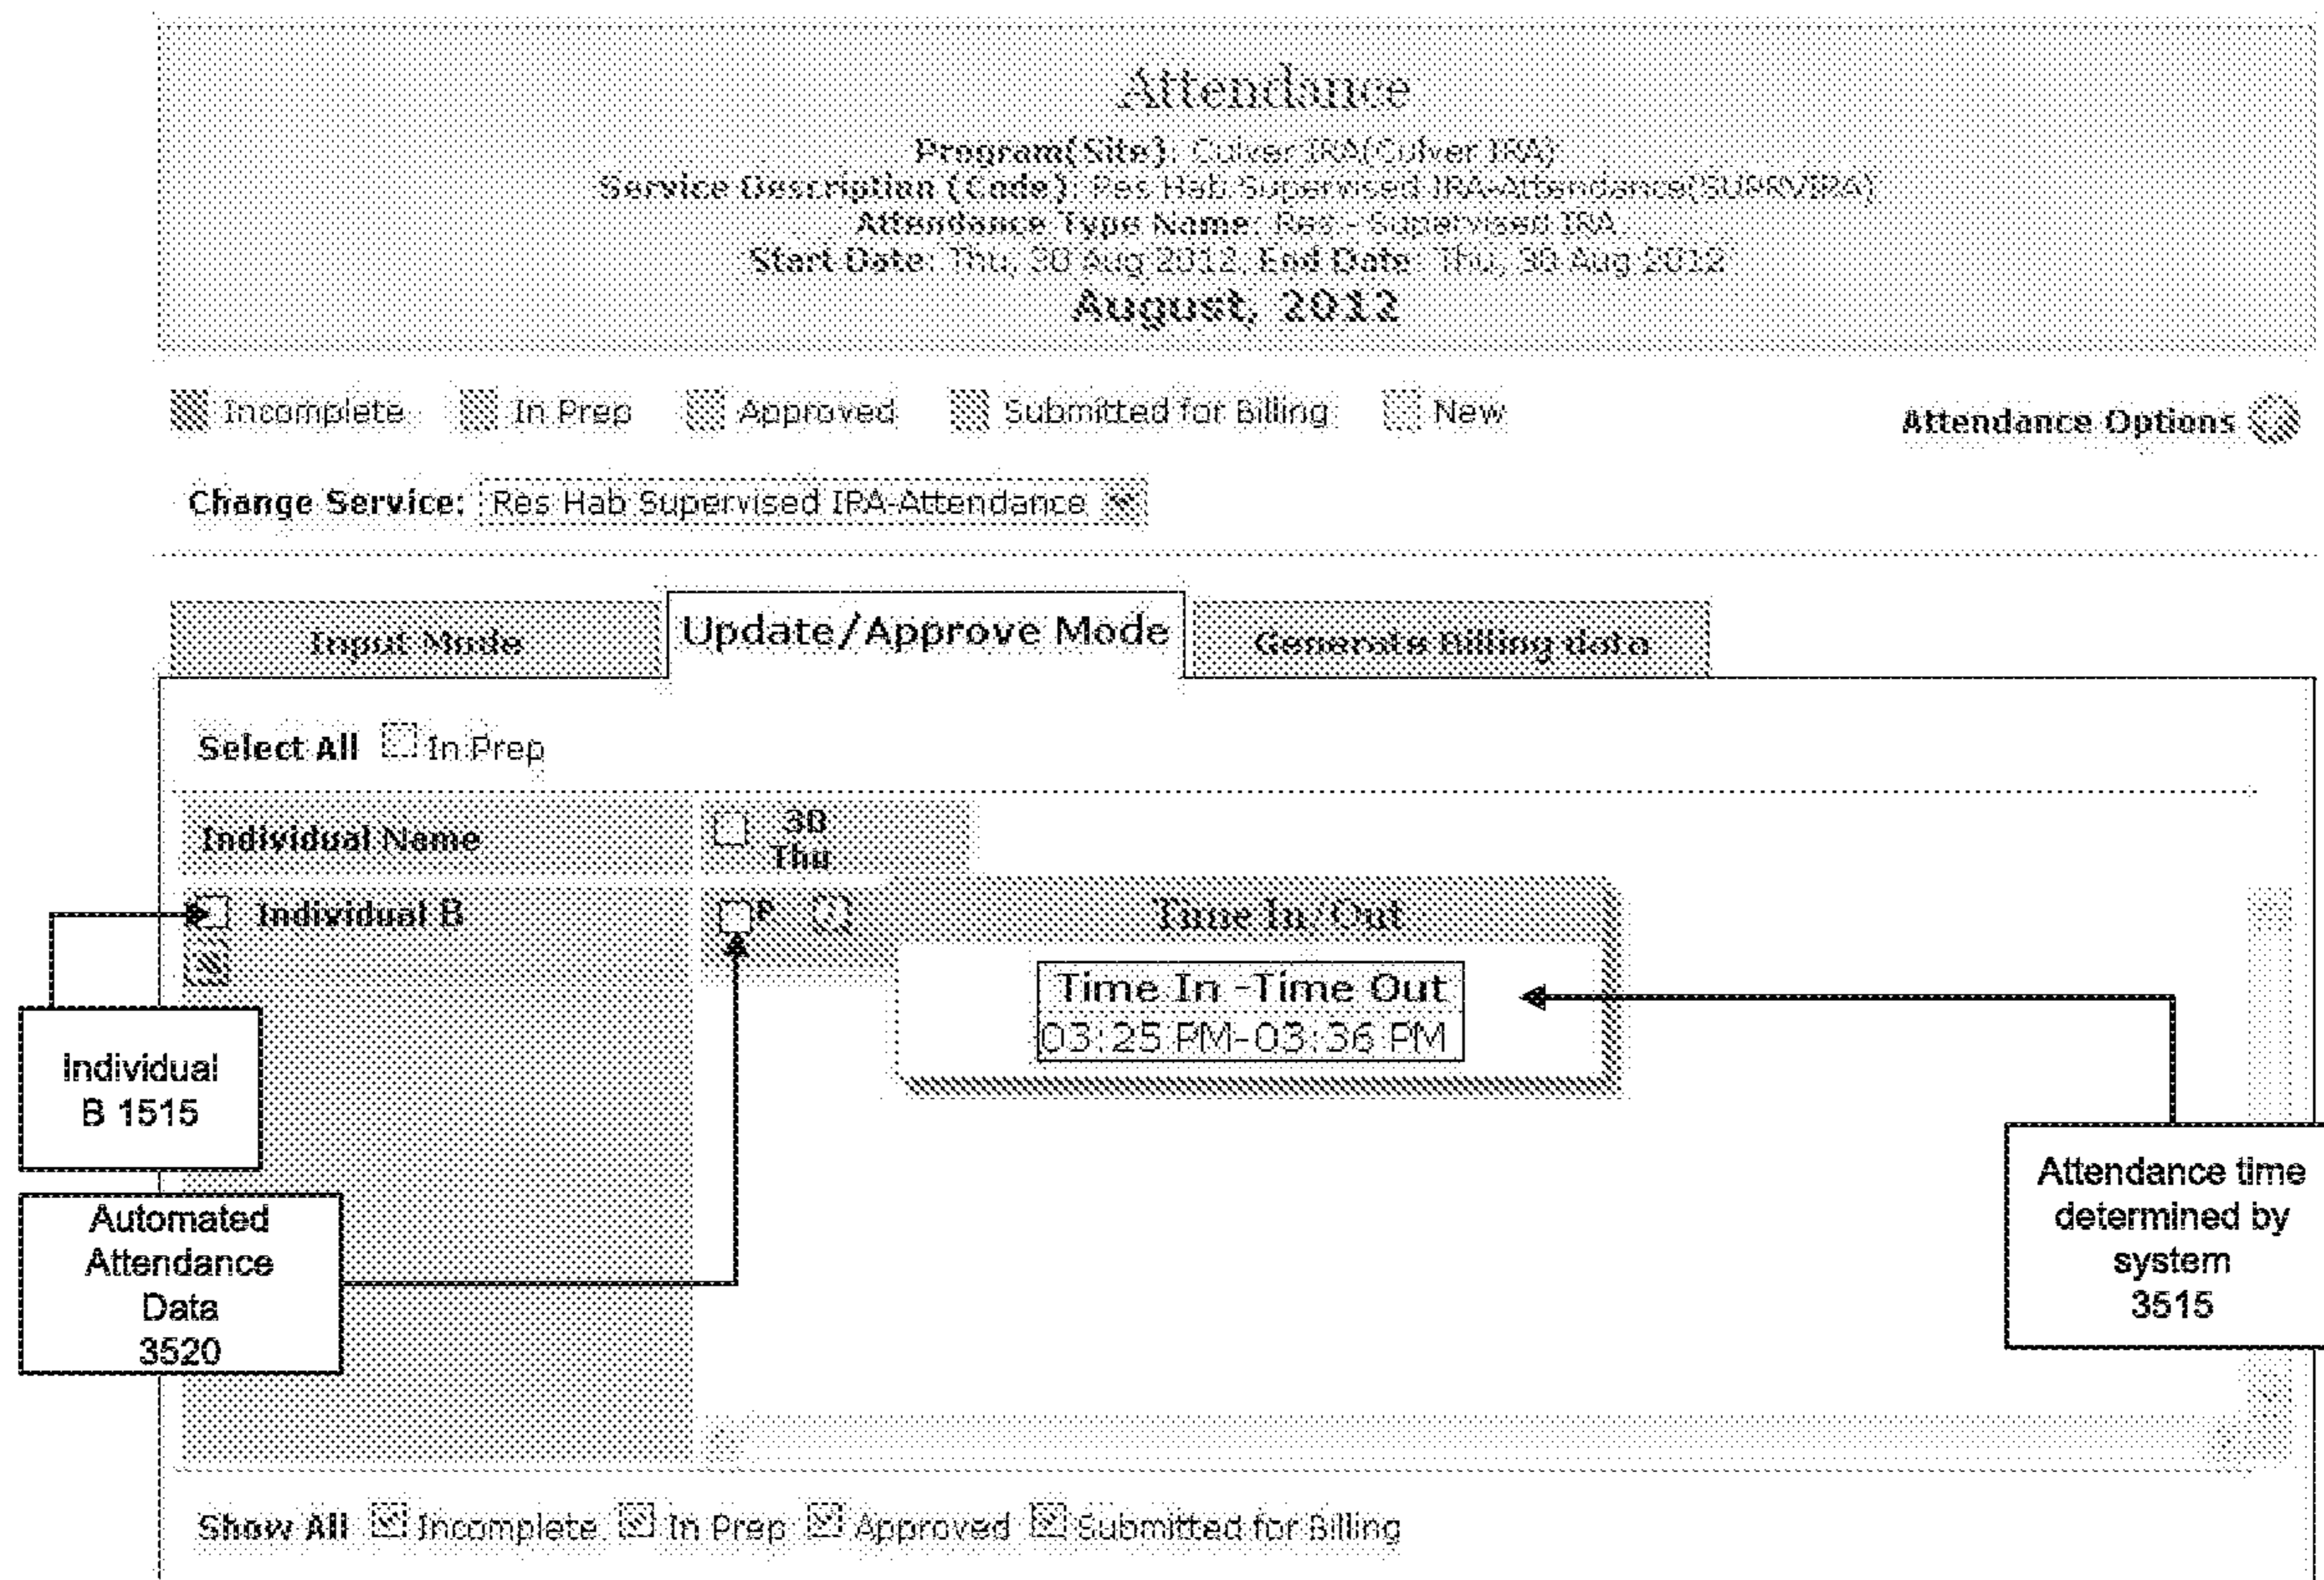 Attendance
Program(Site): Culver IRA(Culver IRA)
Service Description (Code): Res Hab Supervised IRA-Attendance(SUPRVIRA)
Attendance Type Name: Res - Supervised IRA
Start Date: Thu, 30 Aug 2012 End Date: Thu, 30 Aug 2012
August, 2012
Incomplete In Prep Approved Submitted for Billing New
Attendance Options
Change Service: Res Hab Supervised IRA-Attendance
Input Mode Update/Approve Mode Generate Billing data
Select All In Prep
Individual Name
30
Thu
Individual B
P
Time In/Out
Time In -Time Out
03:25 PM-03:36 PM
Individual
B 1515
Automated
Attendance
Data
3520
Attendance time
determined by
system
3515
Show All Incomplete In Prep Approved Submitted for Billing